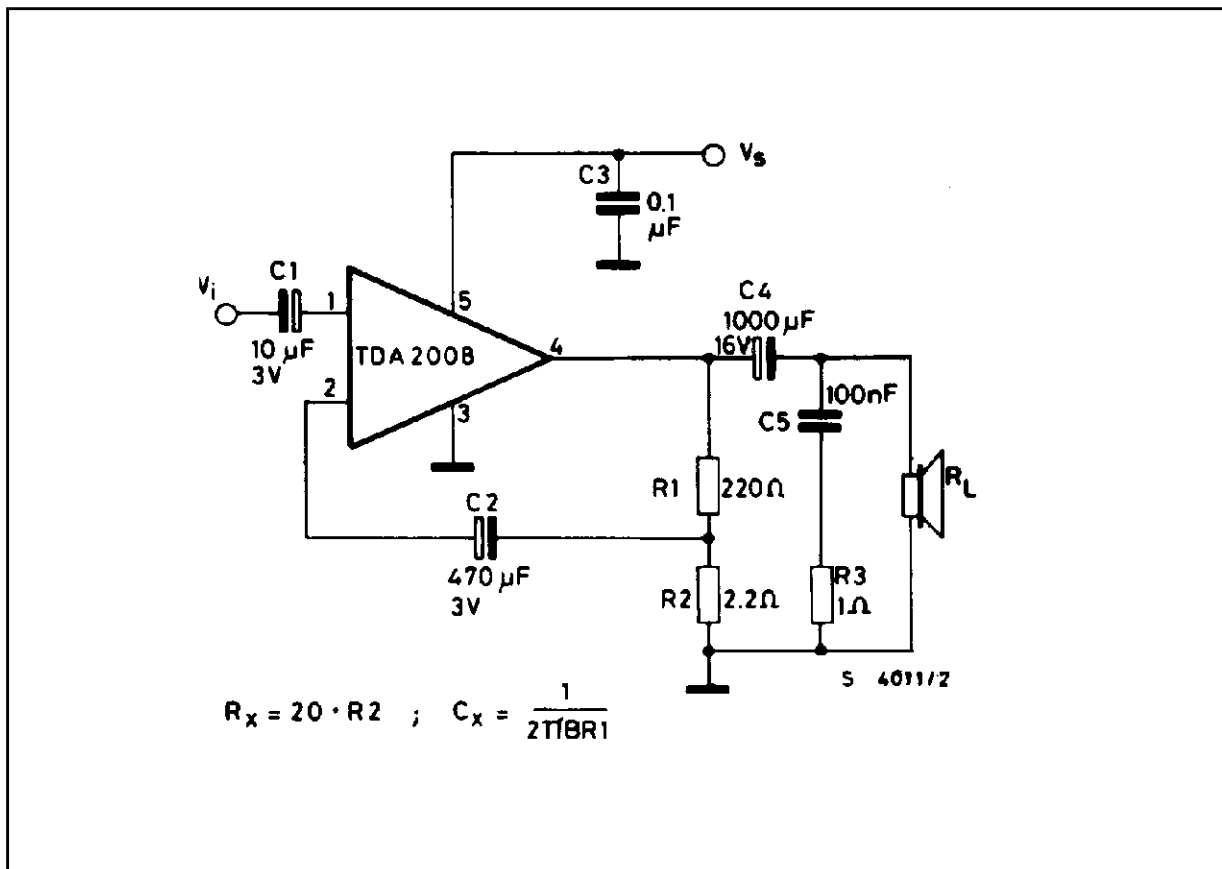 Vs
C3
0.1
µF
Vi
C1
1
5
10 µF
3V
TDA 2008
4
2
3
C4
1000 µF
16V
100nF
C5
R1
220Ω
RL
C2
470 µF
3V
R2
2.2Ω
R3
1Ω
S 4011/2
Rx = 20 · R2 ; Cx = 1 / 2πBR1